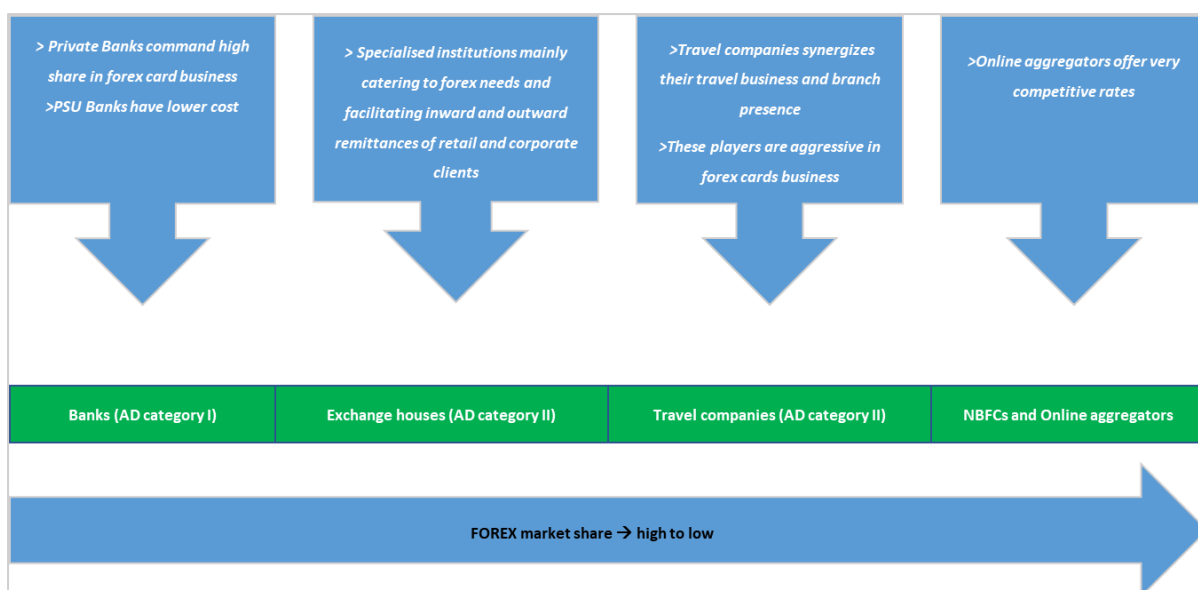 > Private Banks command high
share in forex card business
>PSU Banks have lower cost
> Specialised institutions mainly
catering to forex needs and
facilitating inward and outward
remittances of retail and corporate
clients
>Travel companies synergizes
their travel business and branch
presence
>These players are aggressive in
forex cards business
>Online aggregators offer very
competitive rates
Banks (AD category I)
Exchange houses (AD category II)
Travel companies (AD category II)
NBFCs and Online aggregators
FOREX market share → high to low